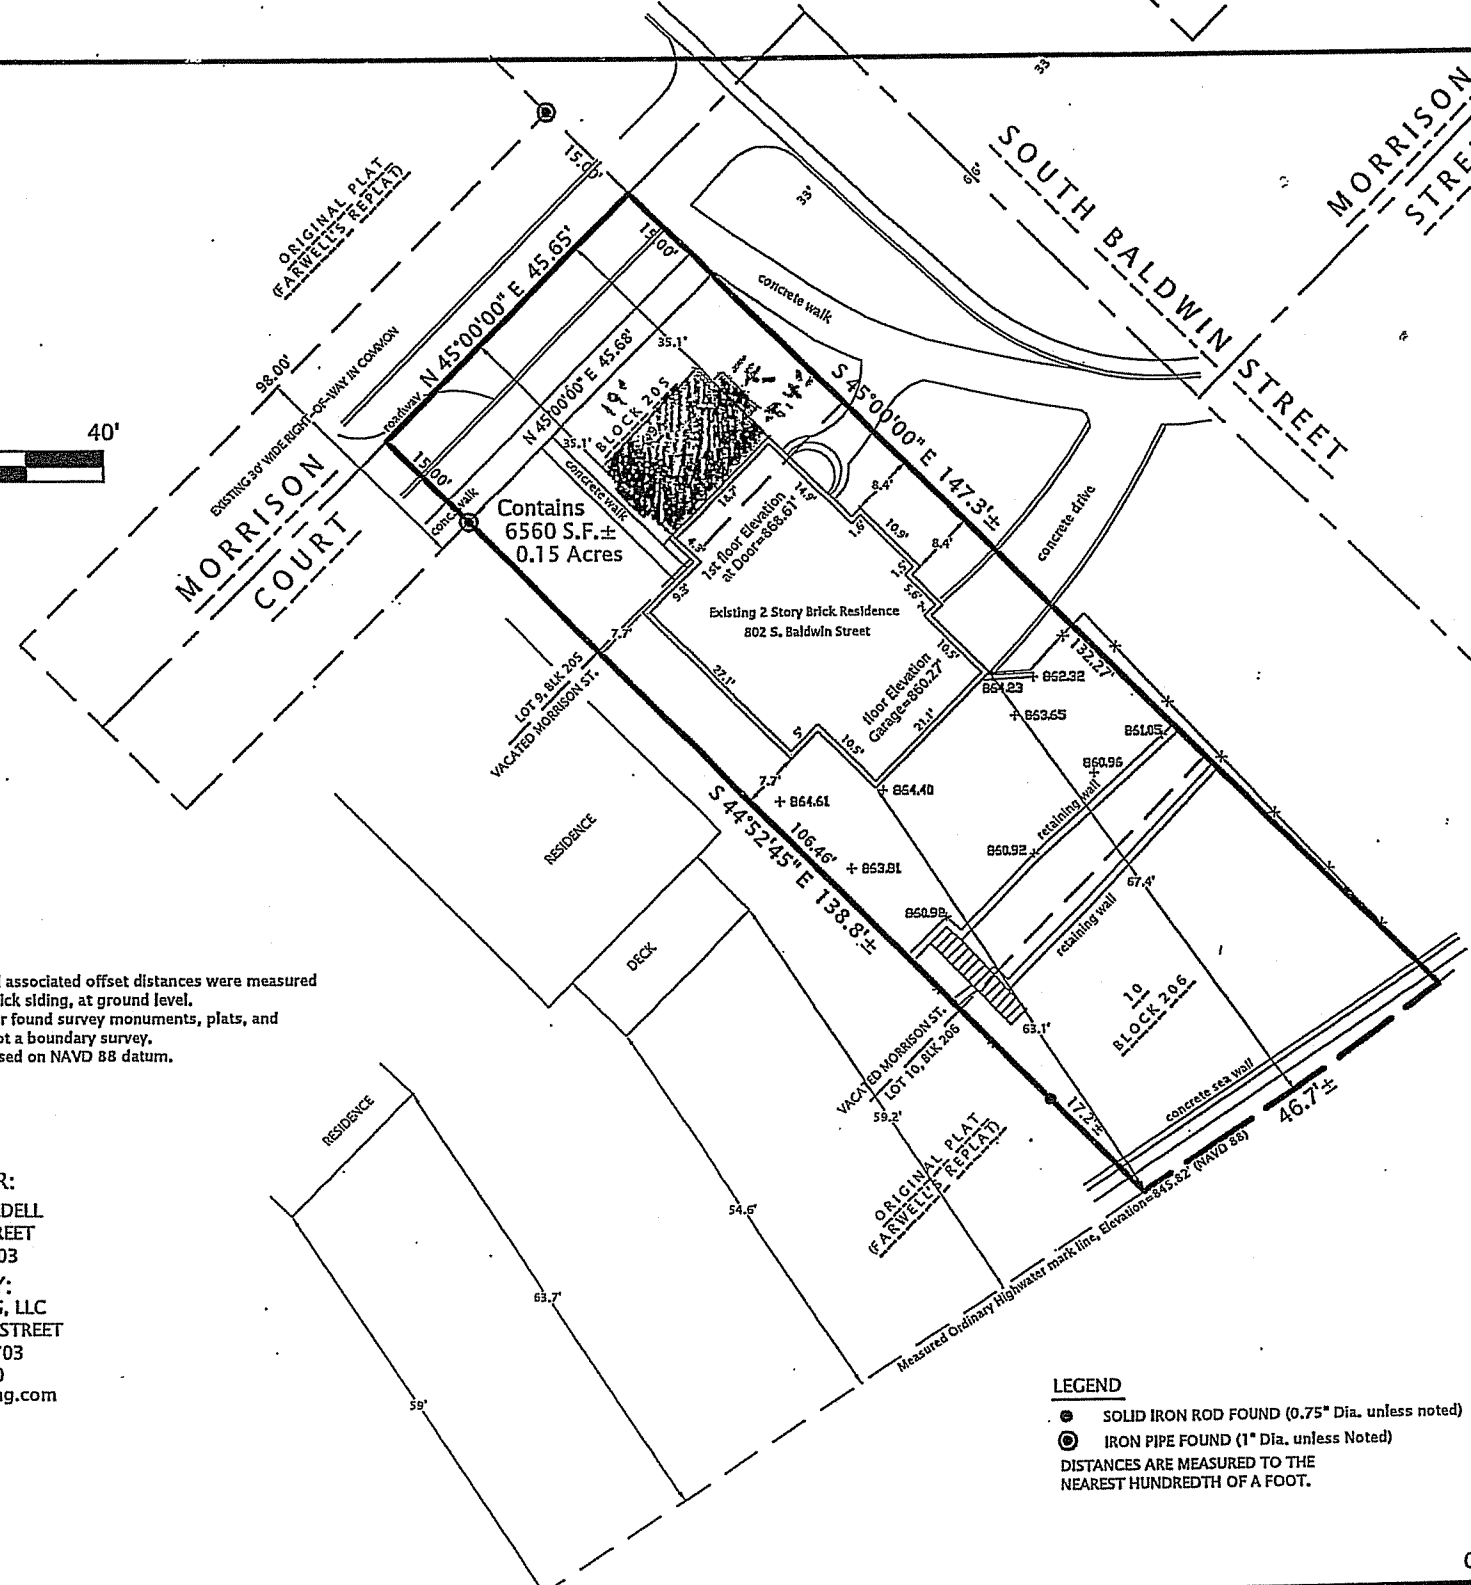 33
MORRISON
SOUTH BALDWIN STREET
66'
33'
15.00'
ORIGINAL PLAT
(FARWELL'S REPLAT)
N 45°00'00" E 45.65'
15.00'
concrete walk
98.00'
EXISTING 30' WIDE RIGHT-OF-WAY IN COMMON
roadway
N 45°00'00" E 45.68'
35.1'
BLOCK 205
35.1'
S 45°00'00" E 147.3'±
40'
MORRISON
COURT
15.00'
conc. walk
concrete walk
Contains
6560 S.F.±
0.15 Acres
14.9'
8.4'
1.6'
10.9'
8.4'
concrete drive
4.3'
1st floor Elevation
at Door=868.61'
1.5'
5.6'
2'
9.3'
Existing 2 Story Brick Residence
802 S. Baldwin Street
7.7'
10.5'
132.27'
27.1'
floor Elevation
Garage=860.27'
LOT 9, BLK 205
VACATED MORRISON ST.
862.32
863.65
21.1'
5'
10.5'
861.05
860.96
7.7'
864.61
864.40
retaining wall
RESIDENCE
S 44°52'45" E 138.8'±
106.46'
860.92
863.81
67.4'
860.98
retaining wall
DECK
associated offset distances were measured
ick siding, at ground level.
r found survey monuments, plats, and
ot a boundary survey.
sed on NAVD 88 datum.
10
BLOCK 206
63.1'
VACATED MORRISON ST.
LOT 10, BLK 206
RESIDENCE
59.2'
17.2'±
concrete sea wall
46.7'±
ORIGINAL PLAT
(FARWELL'S REPLAT)
R:
DELL
REET
03
Y:
G, LLC
STREET
703
0
ng.com
54.6'
63.7'
59'
Measured Ordinary Highwater mark line, Elevation=845.82' (NAVD 88)
LEGEND
SOLID IRON ROD FOUND (0.75" Dia. unless noted)
IRON PIPE FOUND (1" Dia. unless Noted)
DISTANCES ARE MEASURED TO THE
NEAREST HUNDREDTH OF A FOOT.